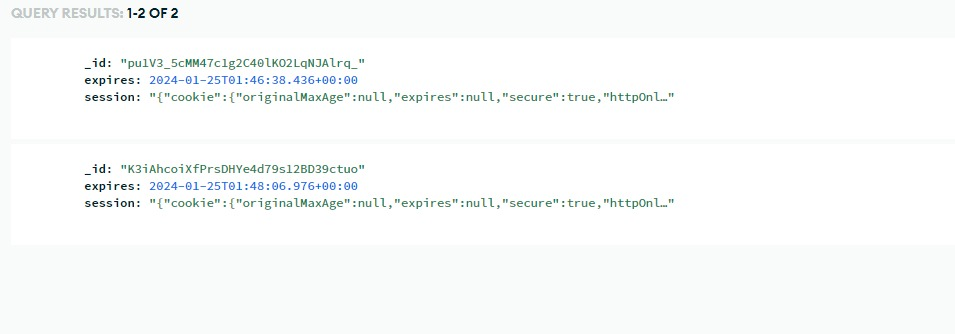 QUERY RESULTS: 1-2 OF 2
_id: "pu1V3_5cMM47c1g2C40lKO2LqNJAlrq_"
expires: 2024-01-25T01:46:38.436+00:00
session: "{"cookie":{"originalMaxAge":null,"expires":null,"secure":true,"httpOnl…"
_id: "K3iAhcoiXfPrsDHYe4d79s12BD39ctuo"
expires: 2024-01-25T01:48:06.976+00:00
session: "{"cookie":{"originalMaxAge":null,"expires":null,"secure":true,"httpOnl…"